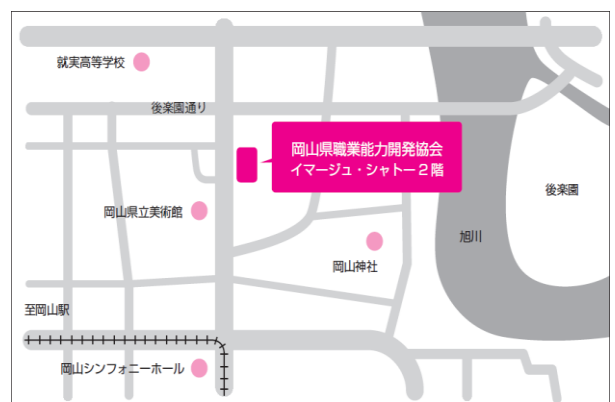 就実高等学校
後楽園通り
岡山県職業能力開発協会
イマージュ・シャトー2階
後楽園
岡山県立美術館
旭川
岡山神社
至岡山駅
岡山シンフォニーホール